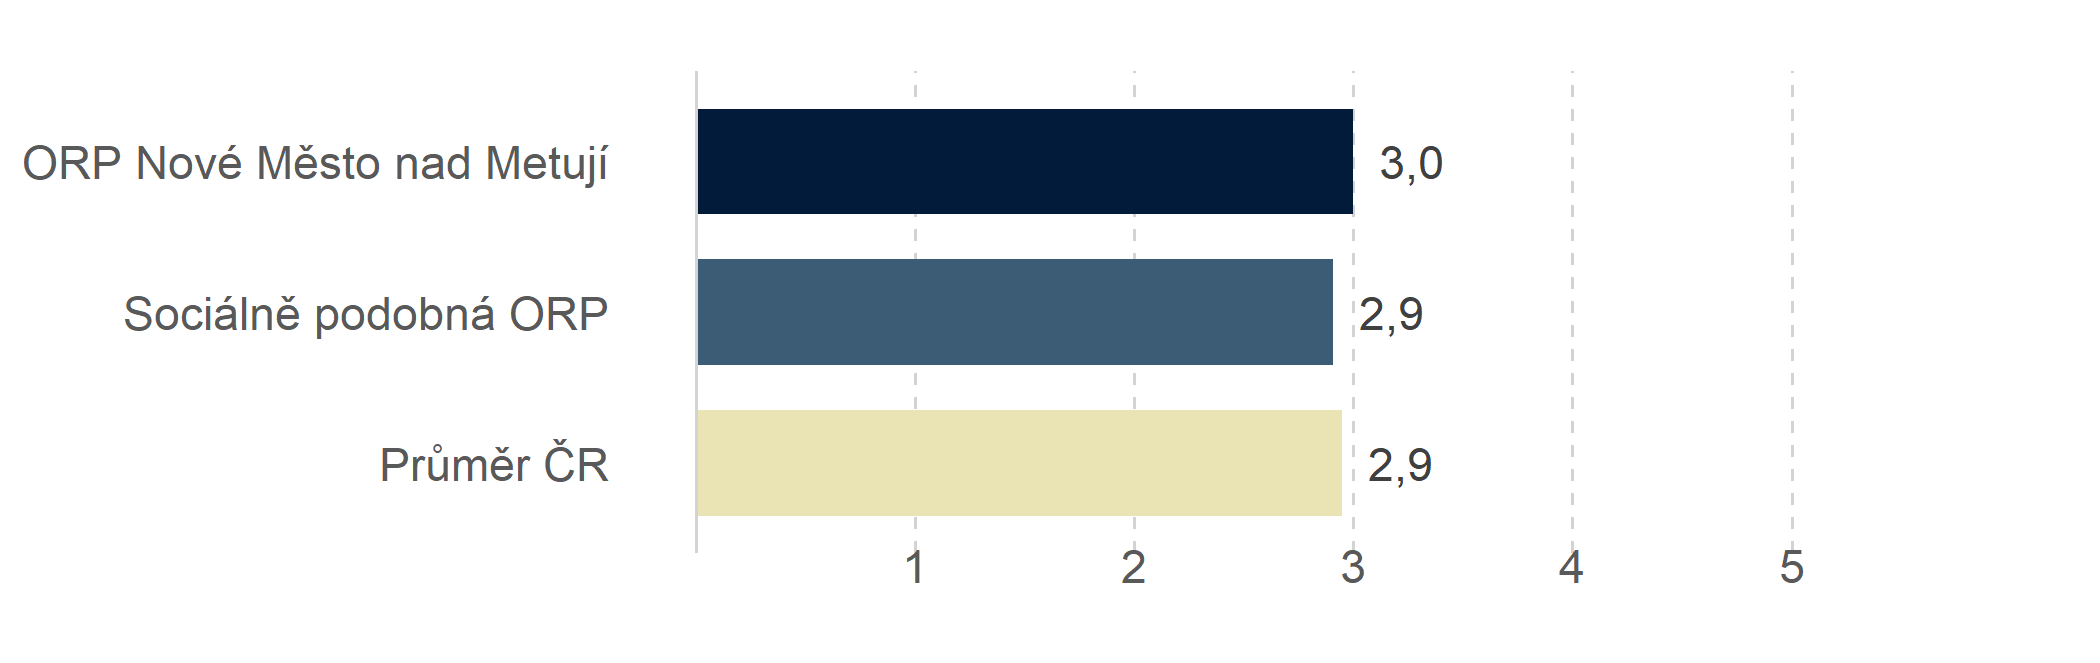 ORP Nové Město nad Metují 3,0
Sociálně podobná ORP 2,9
Průměr ČR 2,9
1 2 3 4 5